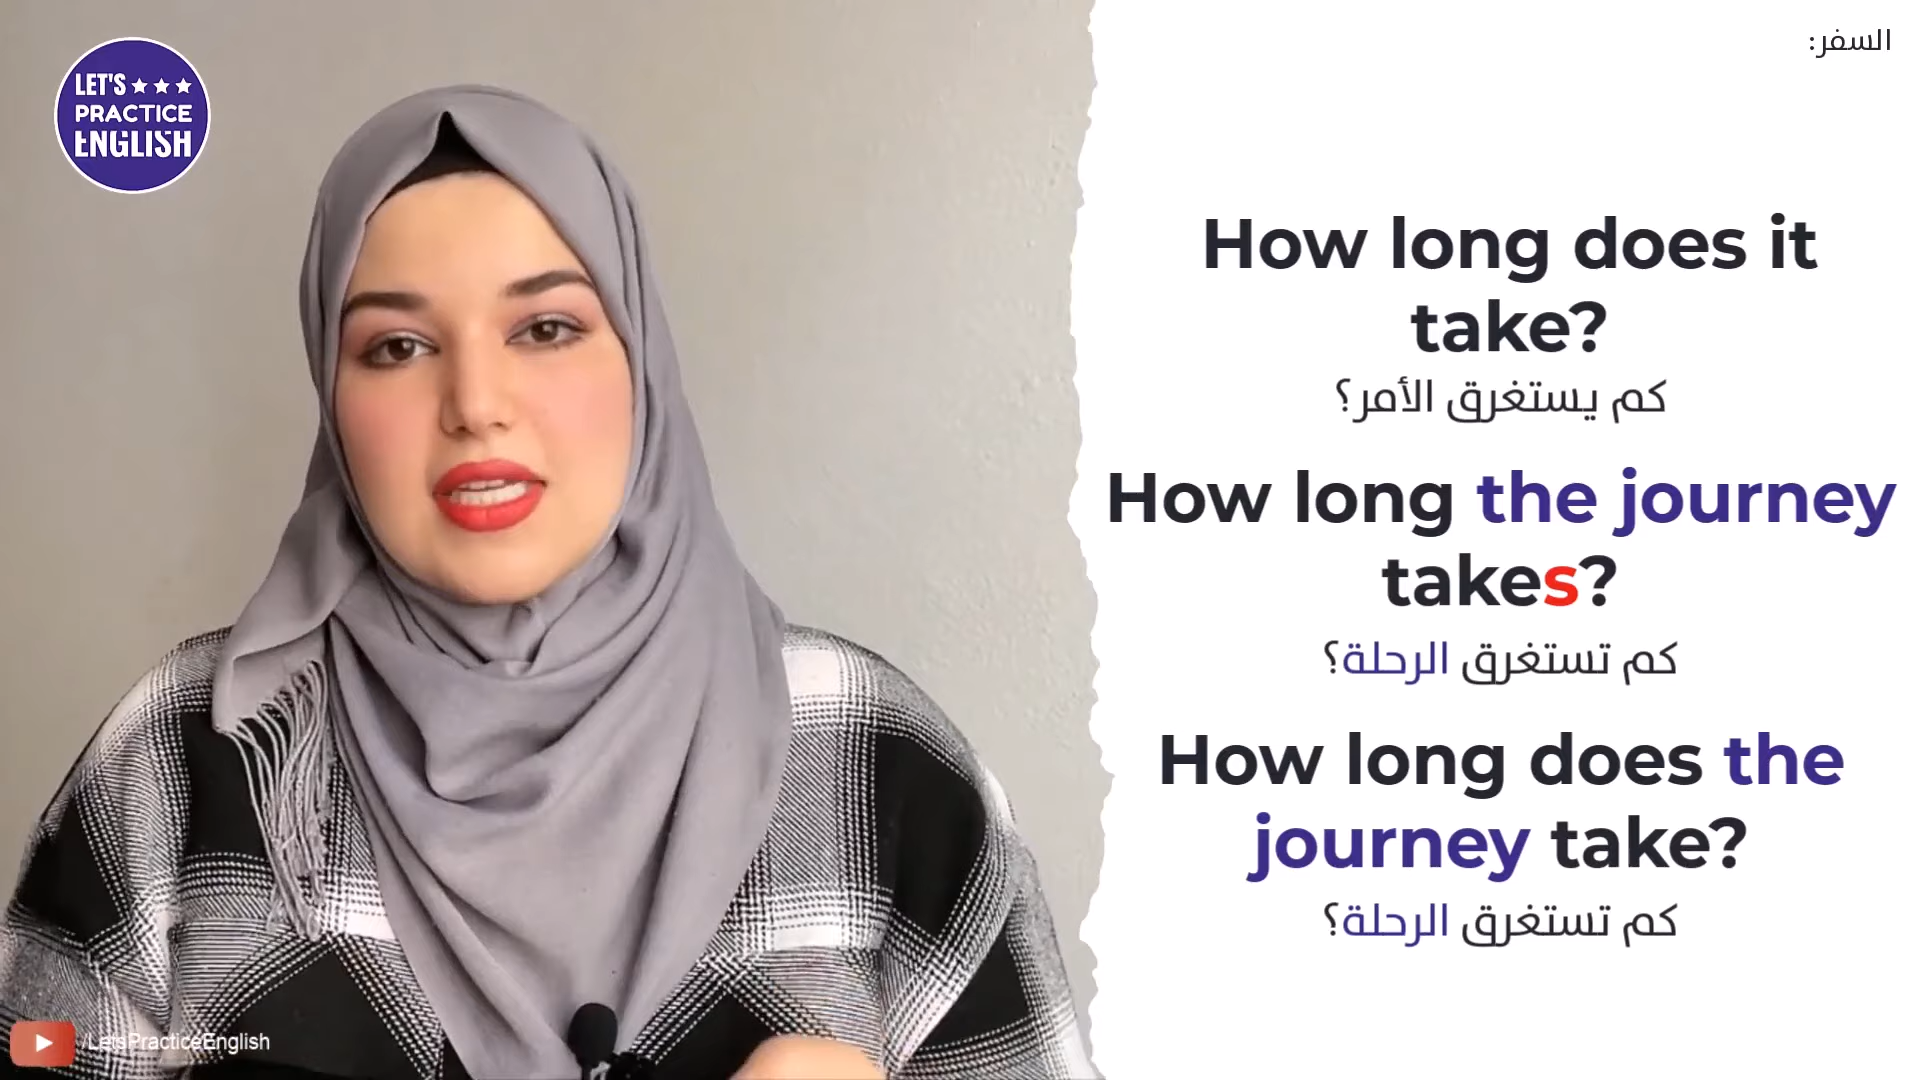 LET'S
PRACTICE
ENGLISH
السفر:
How long does it
take?
كم يستغرق الأمر؟
How long the journey
takes?
كم تستغرق الرحلة؟
How long does the
journey take?
كم تستغرق الرحلة؟
/LetsPracticeEnglish